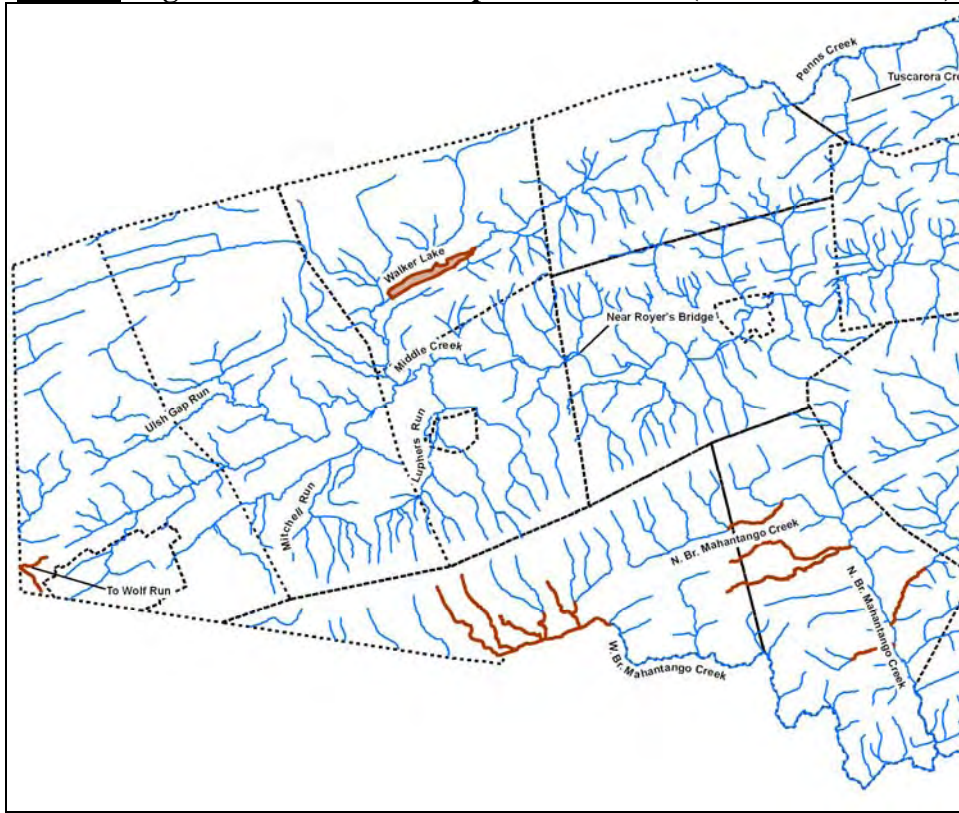 Penns Creek
Tuscarora Cre
Walker Lake
Near Royer's Bridge
Middle Creek
Ulsh Gap Run
Luphers Run
Mitchell Run
N. Br. Mahantango Creek
To Wolf Run
N. Br. Mahantango Creek
W. Br. Mahantango Creek